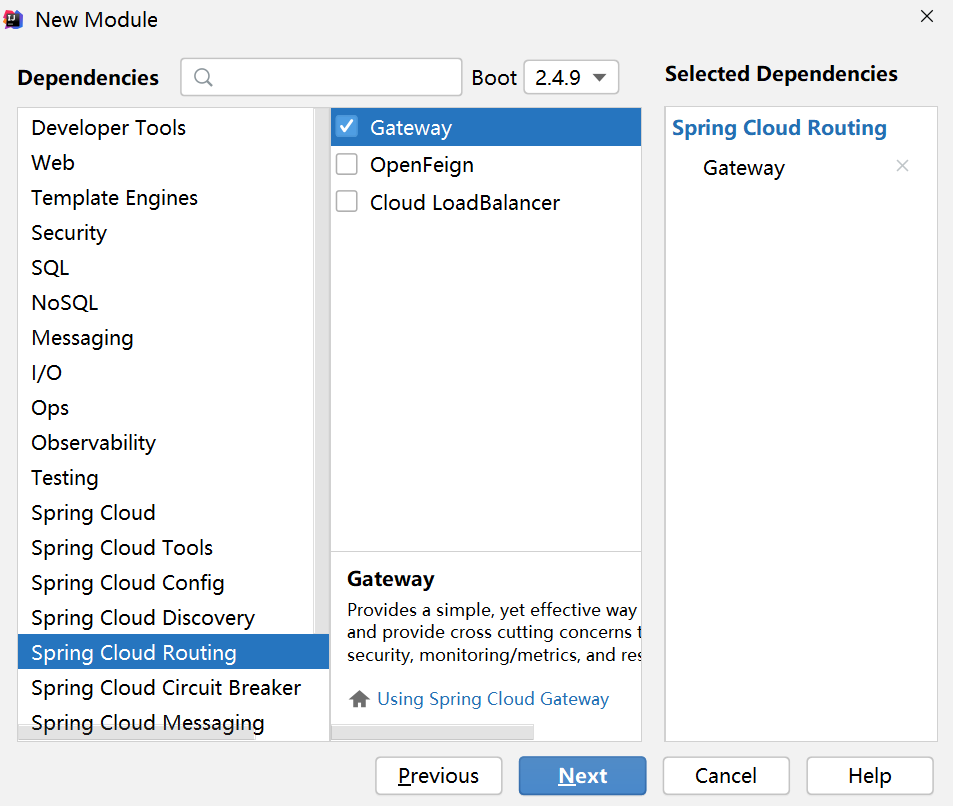 New Module
Dependencies
Boot
2.4.9
Selected Dependencies
Developer Tools
Web
Template Engines
Security
SQL
NoSQL
Messaging
I/O
Ops
Observability
Testing
Spring Cloud
Spring Cloud Tools
Spring Cloud Config
Spring Cloud Discovery
Spring Cloud Routing
Spring Cloud Circuit Breaker
Spring Cloud Messaging
Gateway
OpenFeign
Cloud LoadBalancer
Gateway
Provides a simple, yet effective way
and provide cross cutting concerns t
security, monitoring/metrics, and res
Using Spring Cloud Gateway
Spring Cloud Routing
Gateway
Previous
Next
Cancel
Help